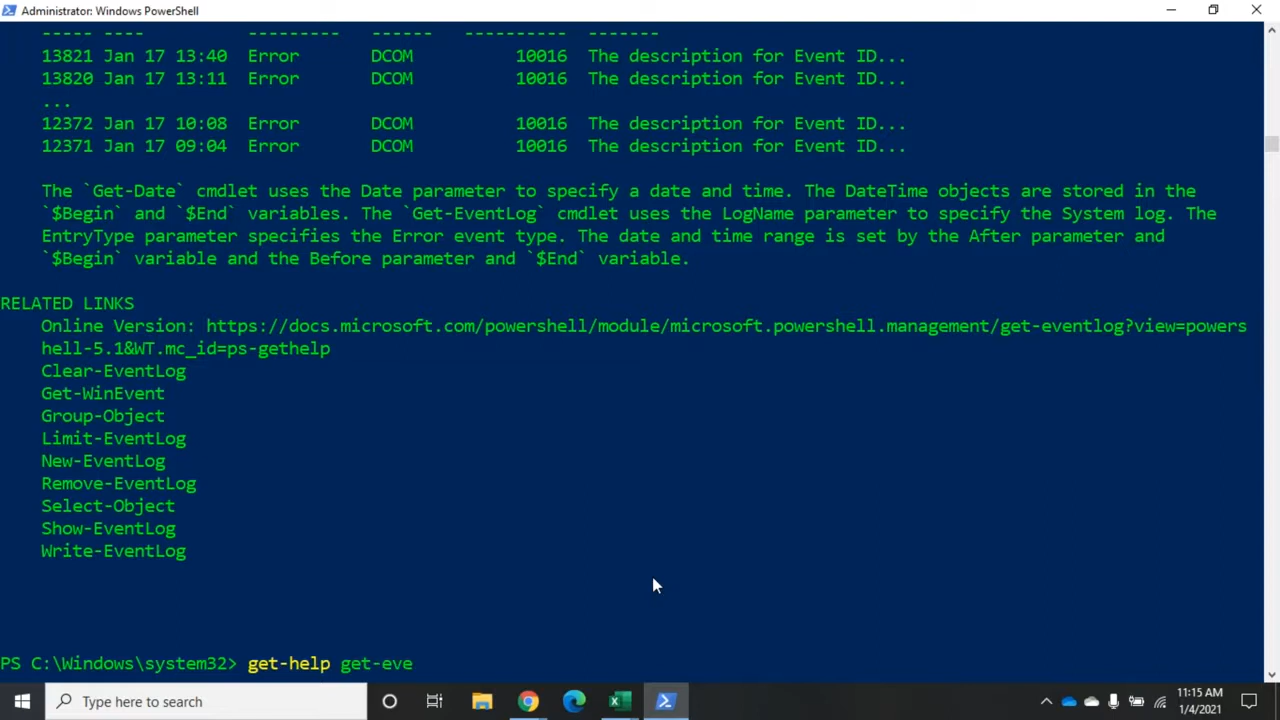 Administrator: Windows PowerShell
----- ---- --------- ------ ---------- -------
13821 Jan 17 13:40 Error DCOM 10016 The description for Event ID...
13820 Jan 17 13:11 Error DCOM 10016 The description for Event ID...
...
12372 Jan 17 10:08 Error DCOM 10016 The description for Event ID...
12371 Jan 17 09:04 Error DCOM 10016 The description for Event ID...
The `Get-Date` cmdlet uses the Date parameter to specify a date and time. The DateTime objects are stored in the
`$Begin` and `$End` variables. The `Get-EventLog` cmdlet uses the LogName parameter to specify the System log. The
EntryType parameter specifies the Error event type. The date and time range is set by the After parameter and
`$Begin` variable and the Before parameter and `$End` variable.
RELATED LINKS
Online Version: https://docs.microsoft.com/powershell/module/microsoft.powershell.management/get-eventlog?view=powers
hell-5.1&WT.mc_id=ps-gethelp
Clear-EventLog
Get-WinEvent
Group-Object
Limit-EventLog
New-EventLog
Remove-EventLog
Select-Object
Show-EventLog
Write-EventLog
PS C:\Windows\system32> get-help get-eve
Type here to search
11:15 AM
1/4/2021